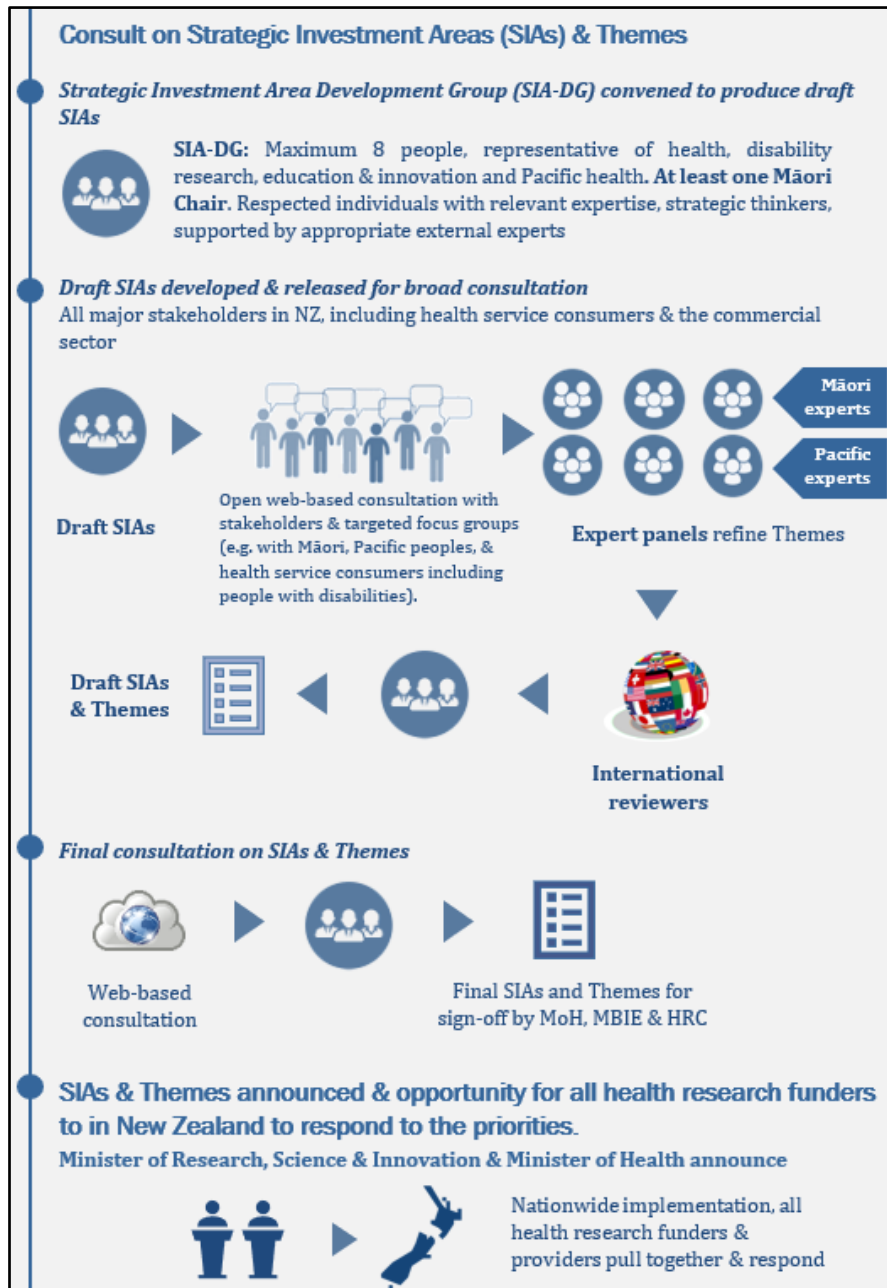 Consult on Strategic Investment Areas (SIAs) & Themes
Strategic Investment Area Development Group (SIA-DG) convened to produce draft
SIAs
SIA-DG: Maximum 8 people, representative of health, disability
research, education & innovation and Pacific health. At least one Māori
Chair. Respected individuals with relevant expertise, strategic thinkers,
supported by appropriate external experts
Draft SIAs developed & released for broad consultation
All major stakeholders in NZ, including health service consumers & the commercial
sector
Māori
experts
Pacific
experts
Draft SIAs
Open web-based consultation with
stakeholders & targeted focus groups
(e.g. with Māori, Pacific peoples, &
health service consumers including
people with disabilities).
Expert panels refine Themes
Draft SIAs
& Themes
International
reviewers
Final consultation on SIAs & Themes
Web-based
consultation
Final SIAs and Themes for
sign-off by MoH, MBIE & HRC
SIAs & Themes announced & opportunity for all health research funders
to in New Zealand to respond to the priorities.
Minister of Research, Science & Innovation & Minister of Health announce
Nationwide implementation, all
health research funders &
providers pull together & respond